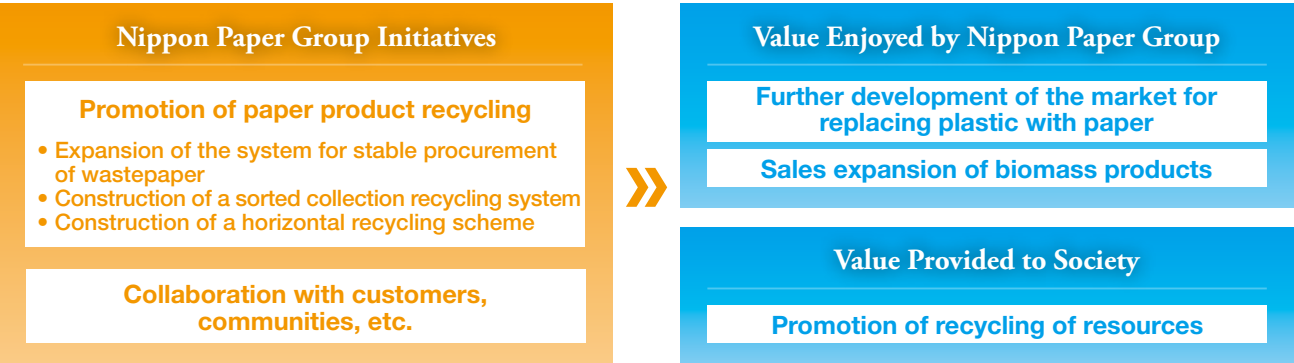 Nippon Paper Group Initiatives
Promotion of paper product recycling
• Expansion of the system for stable procurement
of wastepaper
• Construction of a sorted collection recycling system
• Construction of a horizontal recycling scheme
Collaboration with customers,
communities, etc.
Value Enjoyed by Nippon Paper Group
Further development of the market for
replacing plastic with paper
Sales expansion of biomass products
Value Provided to Society
Promotion of recycling of resources